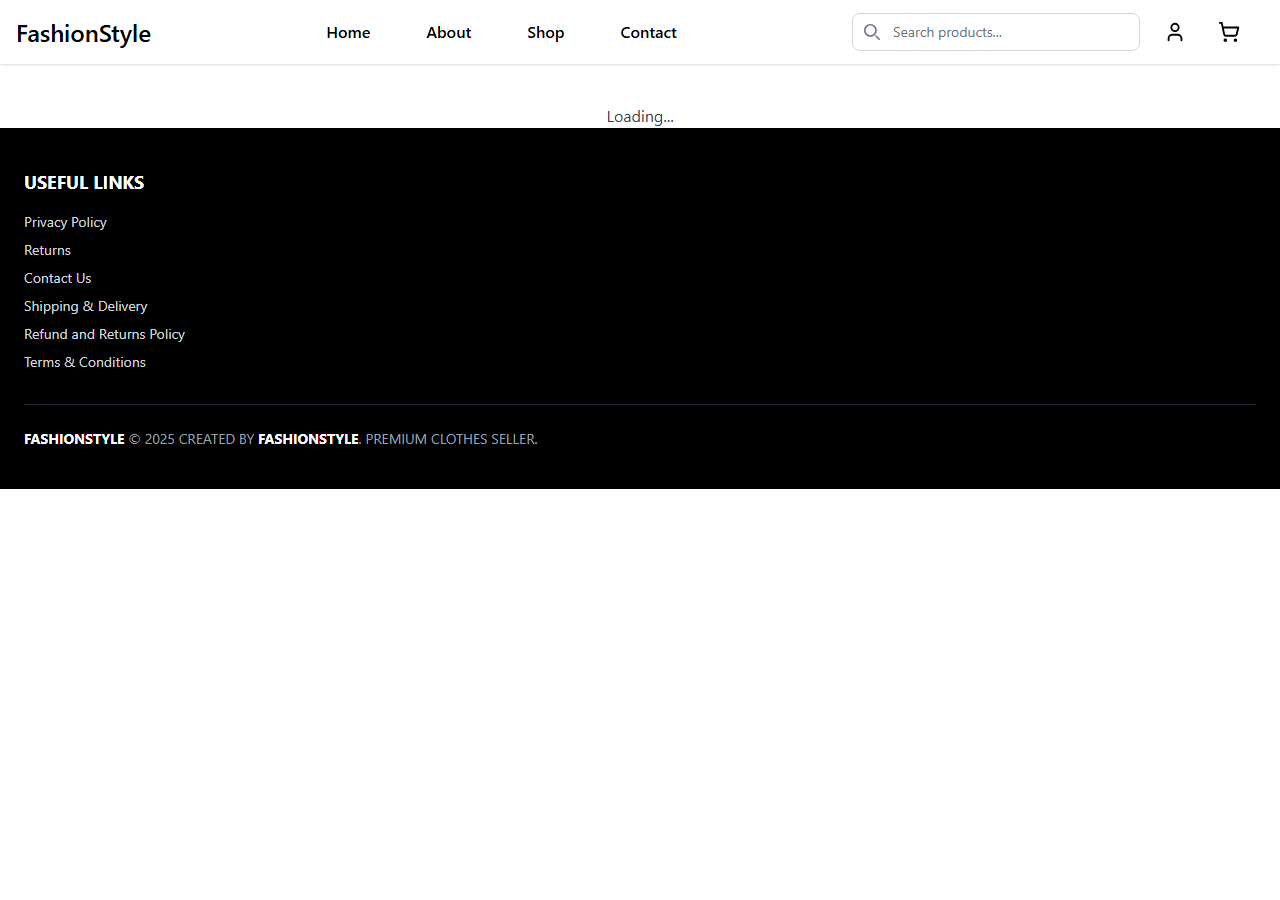 FashionStyle
Home
About
Shop
Contact
Search products...
Loading...
USEFUL LINKS
Privacy Policy
Returns
Contact Us
Shipping & Delivery
Refund and Returns Policy
Terms & Conditions
FASHIONSTYLE © 2025 CREATED BY FASHIONSTYLE. PREMIUM CLOTHES SELLER.